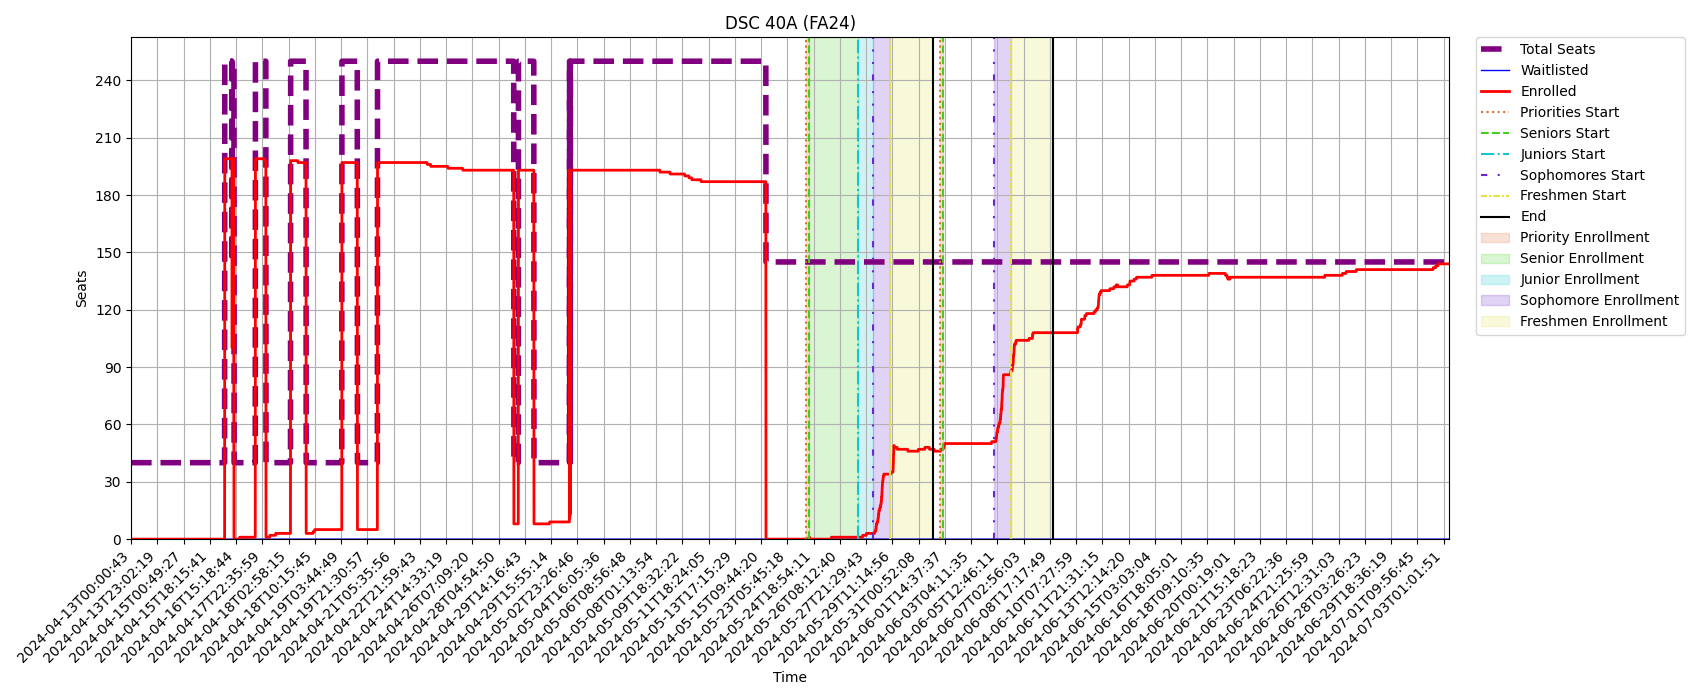 DSC 40A (FA24)
Seats
240
210
180
150
120
90
60
30
0
2024-04-13T00:00:43
2024-04-13T23:02:19
2024-04-15T00:49:27
2024-04-15T18:15:41
2024-04-16T15:18:44
2024-04-17T22:35:59
2024-04-18T02:58:15
2024-04-18T10:15:45
2024-04-19T03:44:49
2024-04-19T21:30:57
2024-04-21T05:35:56
2024-04-22T21:59:43
2024-04-24T14:33:19
2024-04-26T07:09:20
2024-04-28T04:54:50
2024-04-29T14:16:43
2024-04-29T21:55:14
2024-05-02T23:26:46
2024-05-04T16:05:36
2024-05-06T08:56:48
2024-05-08T01:13:54
2024-05-09T18:32:22
2024-05-11T18:24:05
2024-05-13T17:15:29
2024-05-15T09:44:20
2024-05-23T05:45:18
2024-05-24T18:54:11
2024-05-26T08:12:40
2024-05-27T21:29:43
2024-05-29T11:14:56
2024-05-31T00:52:08
2024-06-01T14:37:37
2024-06-03T04:11:35
2024-06-05T12:46:11
2024-06-07T02:56:03
2024-06-08T17:17:49
2024-06-10T07:27:59
2024-06-11T21:31:15
2024-06-13T12:14:20
2024-06-15T03:03:04
2024-06-16T18:05:01
2024-06-18T09:10:35
2024-06-20T00:19:01
2024-06-21T15:18:23
2024-06-23T06:22:36
2024-06-24T21:25:59
2024-06-26T12:31:03
2024-06-28T03:26:23
2024-06-29T18:36:19
2024-07-01T09:56:45
2024-07-03T01:01:51
Time
Total Seats
Waitlisted
Enrolled
Priorities Start
Seniors Start
Juniors Start
Sophomores Start
Freshmen Start
End
Priority Enrollment
Senior Enrollment
Junior Enrollment
Sophomore Enrollment
Freshmen Enrollment